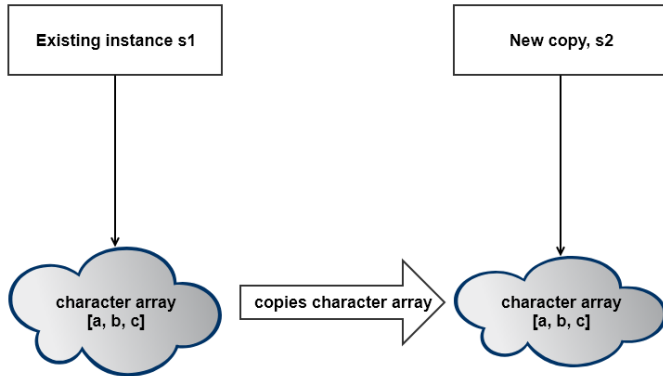 Existing instance s1
New copy, s2
character array
[a, b, c]
copies character array
character array
[a, b, c]